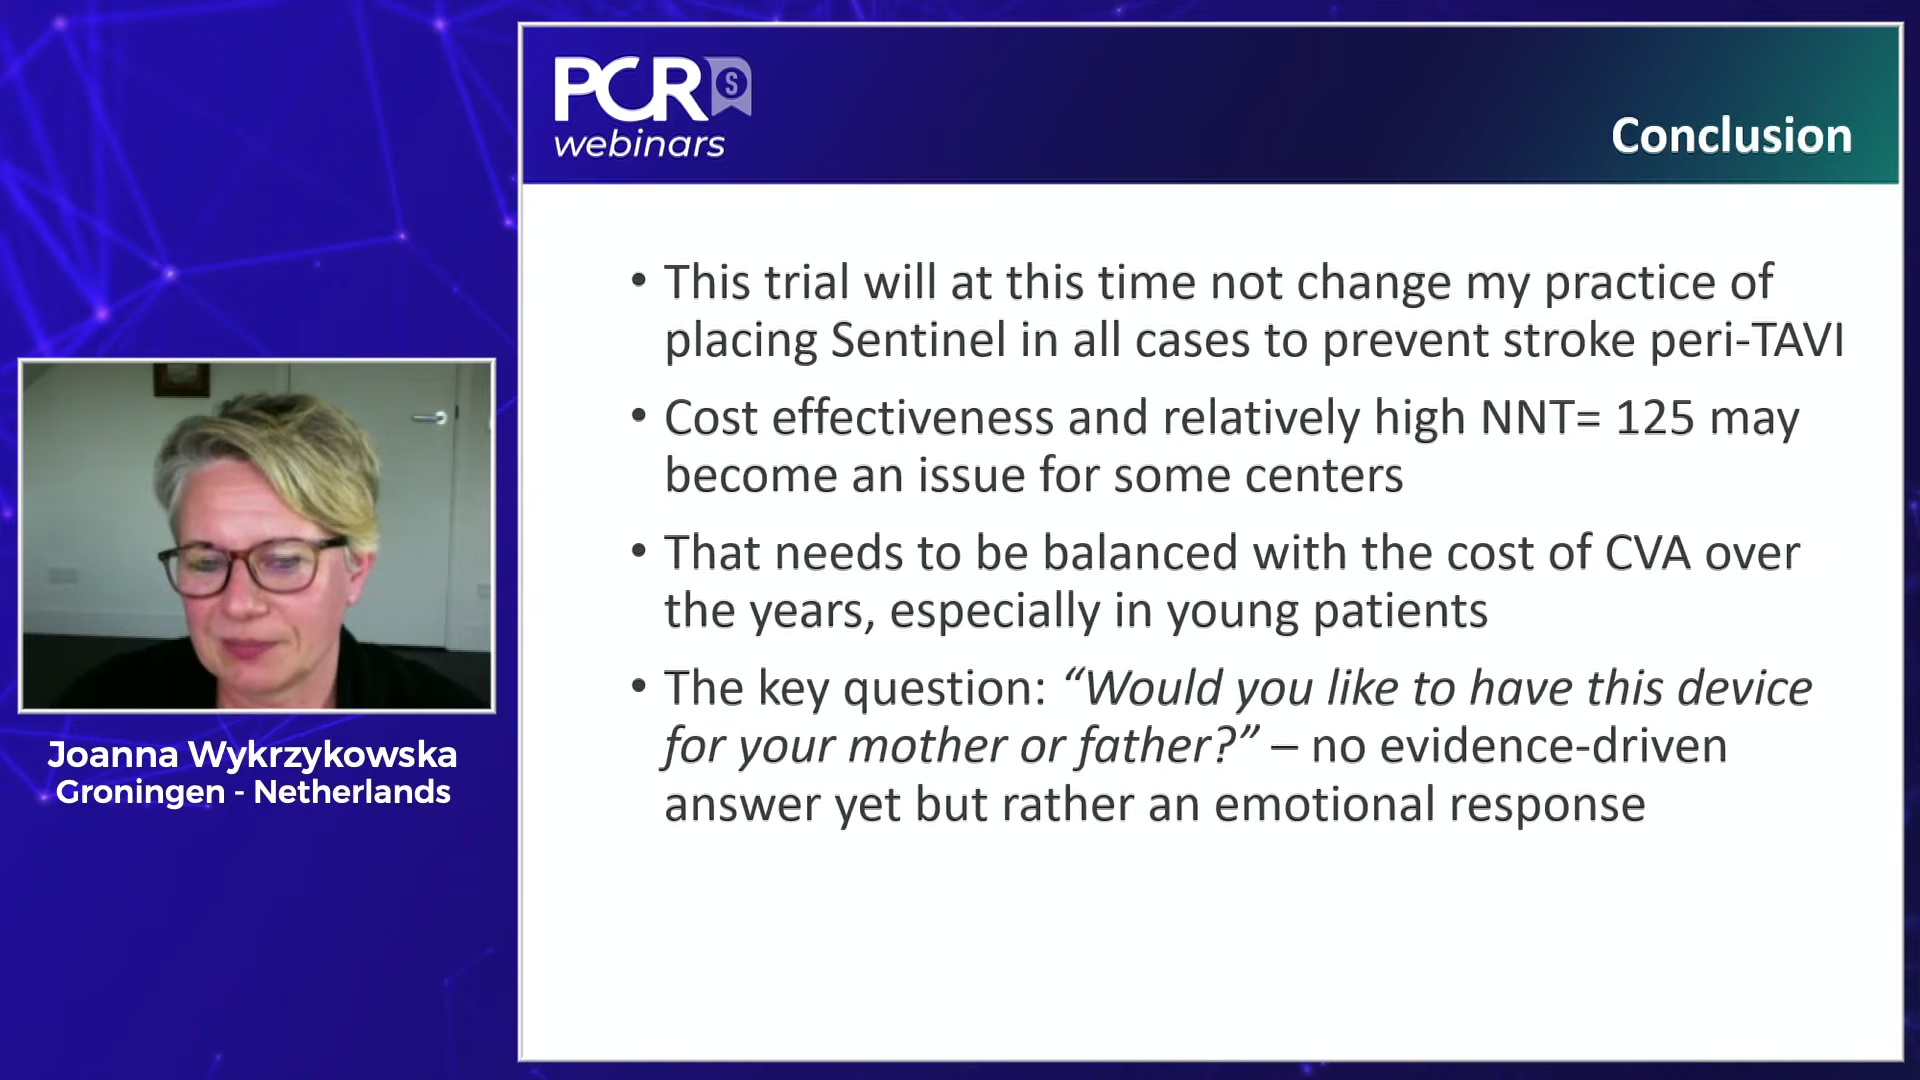 PCR S
webinars
Conclusion
• This trial will at this time not change my practice of
placing Sentinel in all cases to prevent stroke peri-TAVI
• Cost effectiveness and relatively high NNT= 125 may
become an issue for some centers
• That needs to be balanced with the cost of CVA over
the years, especially in young patients
• The key question: “Would you like to have this device
for your mother or father?” – no evidence-driven
answer yet but rather an emotional response
Joanna Wykrzykowska
Groningen - Netherlands